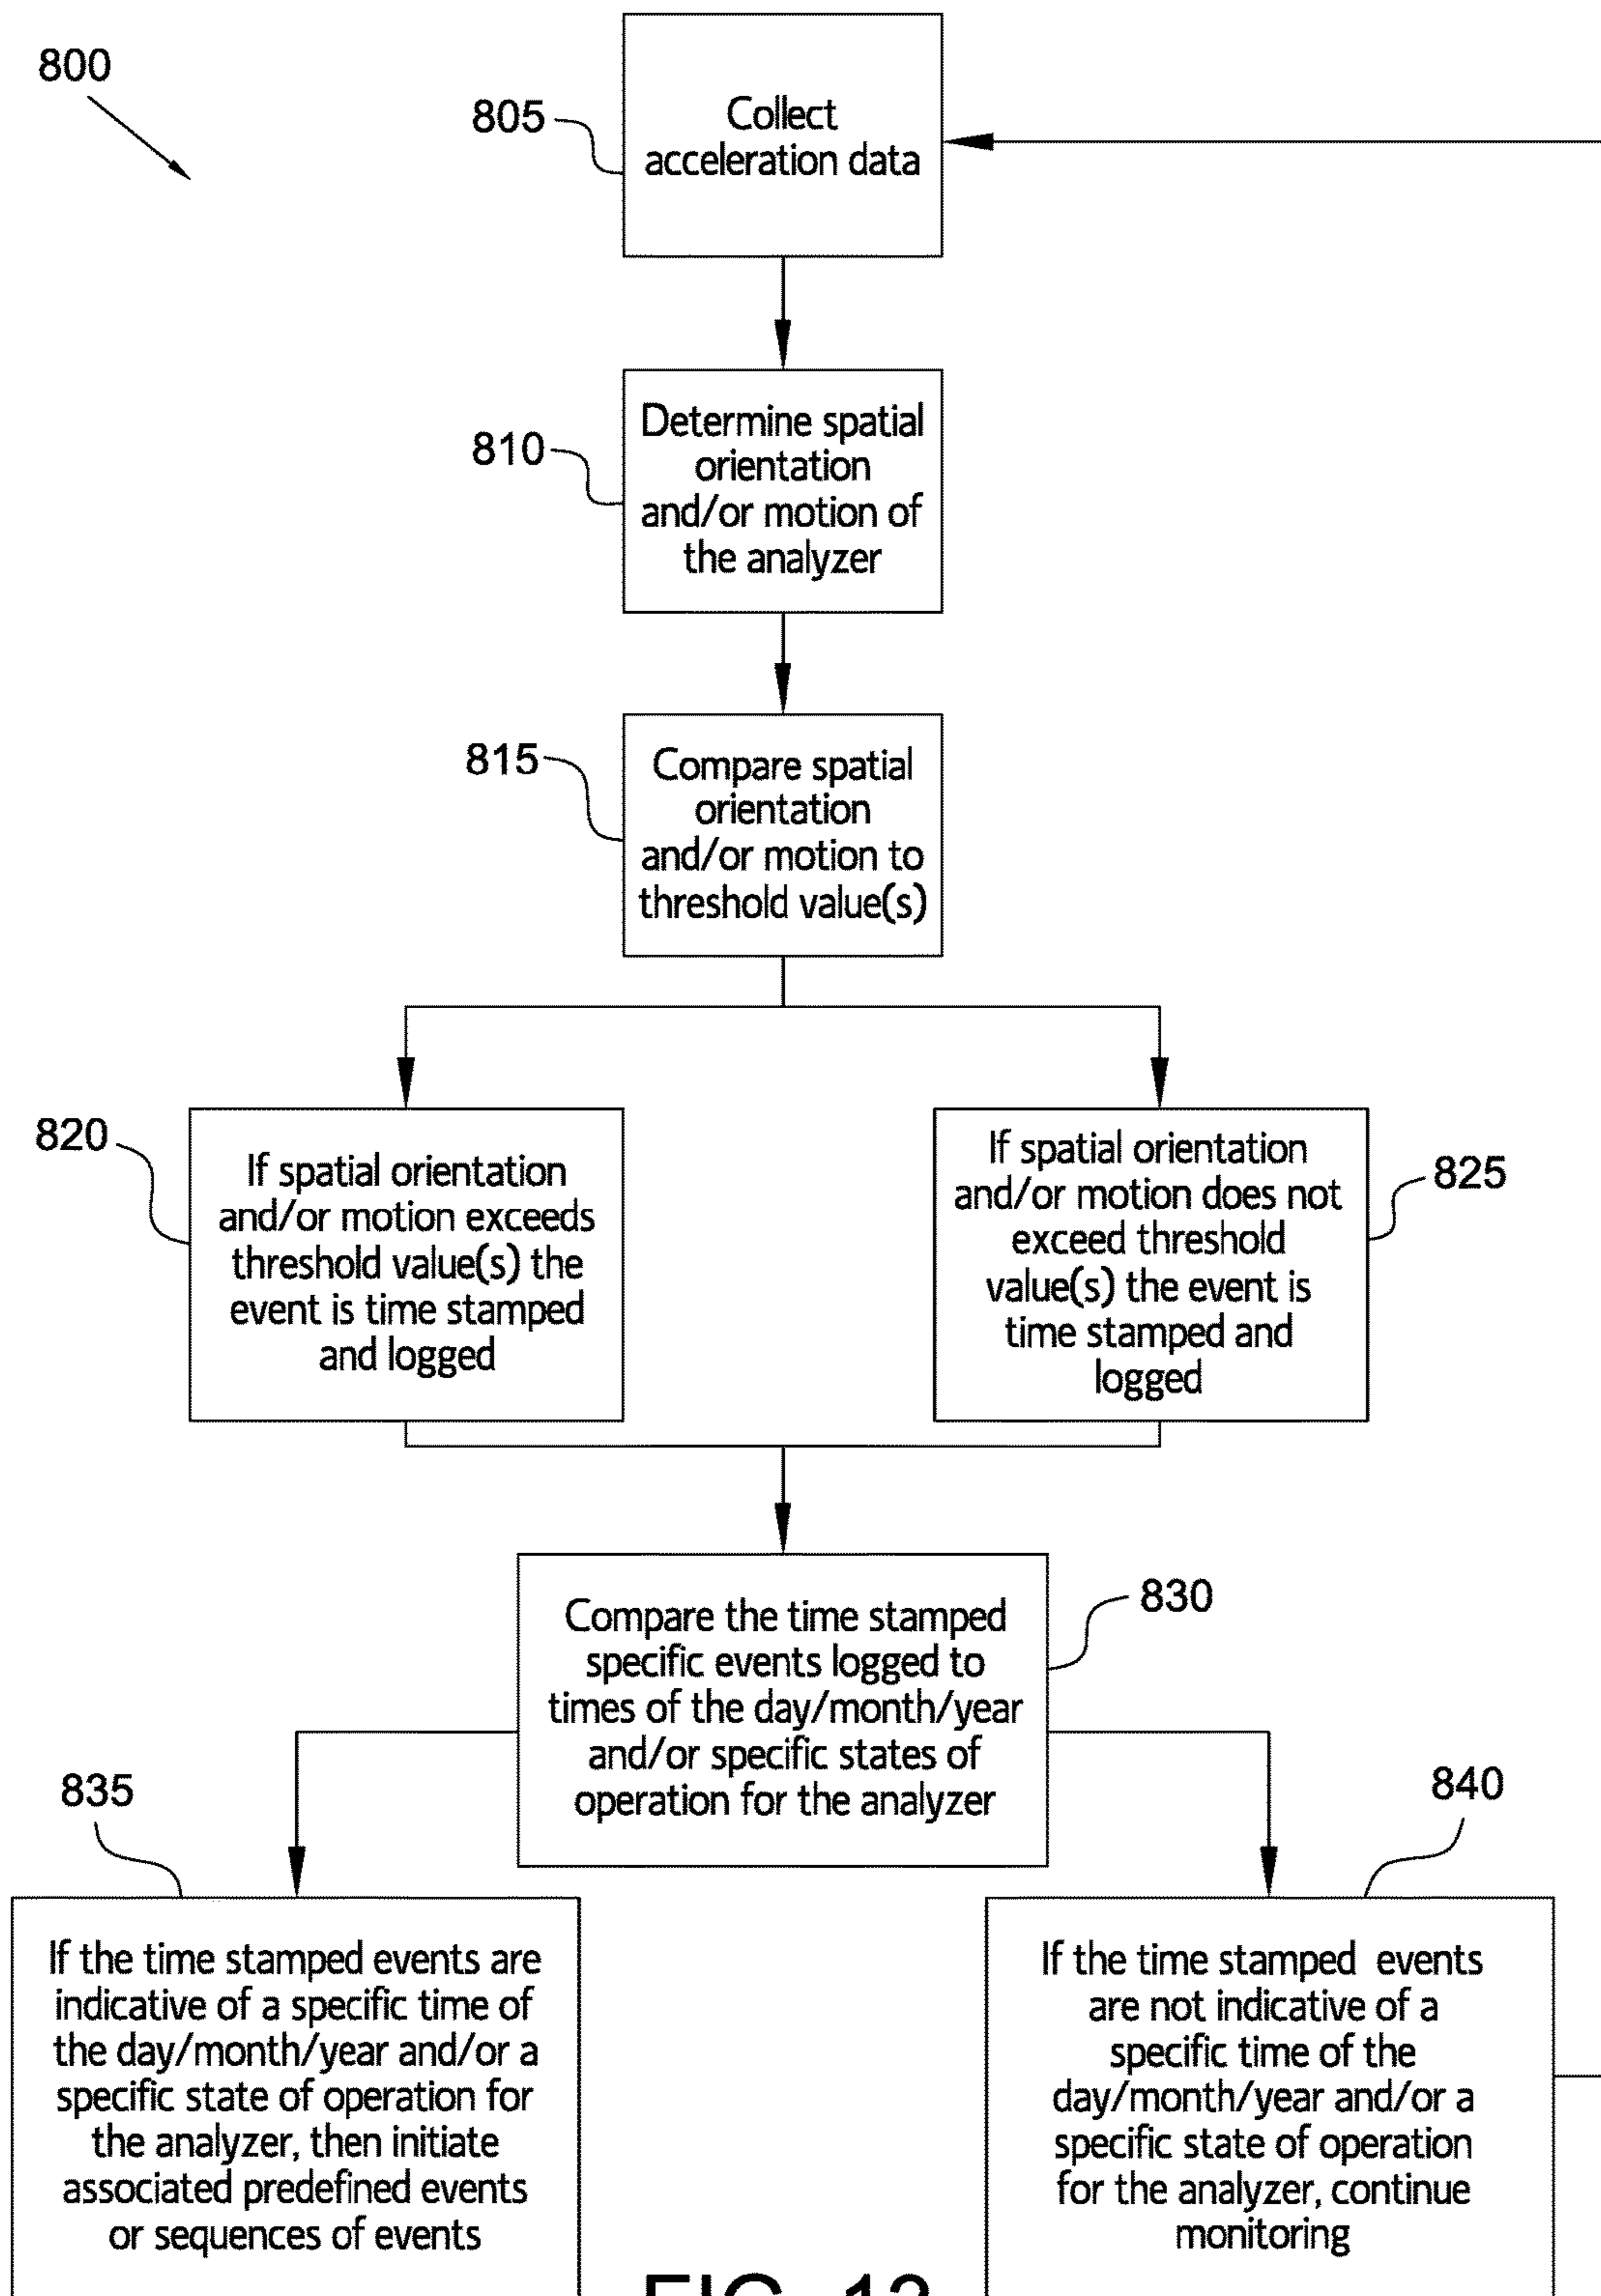 800
805
Collect
acceleration data
810
Determine spatial
orientation
and/or motion of
the analyzer
815
Compare spatial
orientation
and/or motion to
threshold value(s)
820
If spatial orientation
and/or motion exceeds
threshold value(s) the
event is time stamped
and logged
825
If spatial orientation
and/or motion does not
exceed threshold
value(s) the event is
time stamped and
logged
830
Compare the time stamped
specific events logged to
times of the day/month/year
and/or specific states of
operation for the analyzer
835
If the time stamped events are
indicative of a specific time of
the day/month/year and/or a
specific state of operation for
the analyzer, then initiate
associated predefined events
or sequences of events
840
If the time stamped events
are not indicative of a
specific time of the
day/month/year and/or a
specific state of operation
for the analyzer, continue
monitoring
FIG.